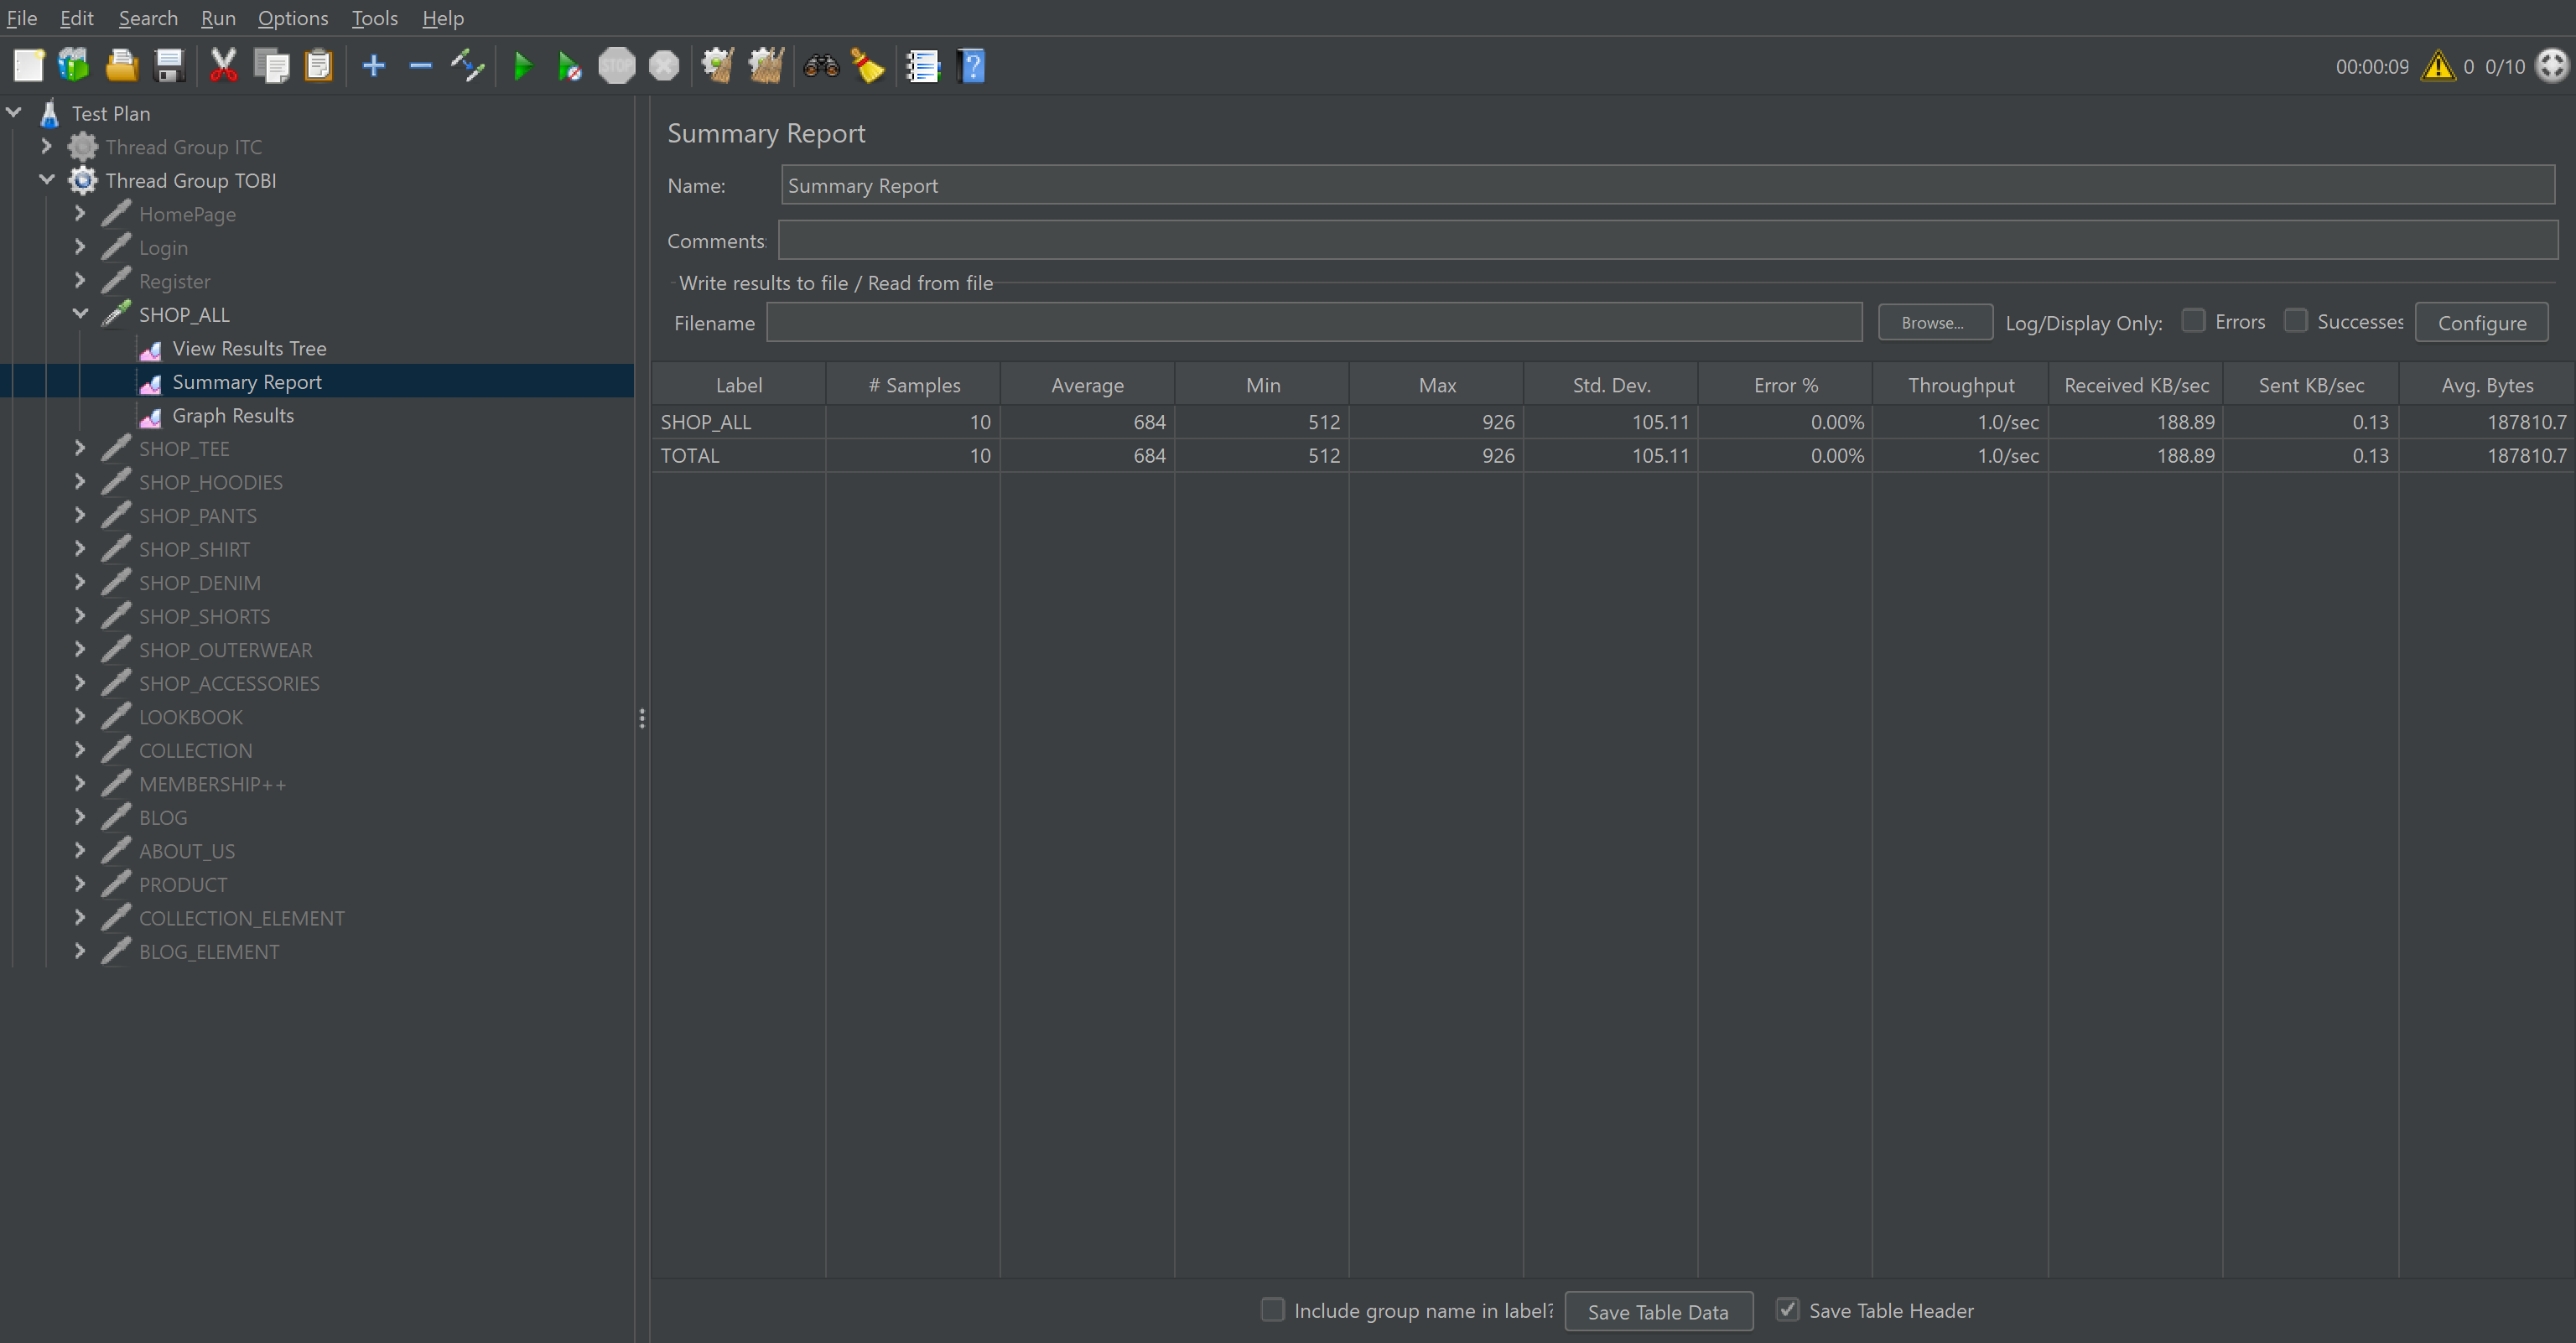 File Edit Search Run Options Tools Help
STOP
00:00:09 0 0/10
Test Plan
Thread Group ITC
Thread Group TOBI
HomePage
Login
Register
SHOP_ALL
View Results Tree
Summary Report
Graph Results
SHOP_TEE
SHOP_HOODIES
SHOP_PANTS
SHOP_SHIRT
SHOP_DENIM
SHOP_SHORTS
SHOP_OUTERWEAR
SHOP_ACCESSORIES
LOOKBOOK
COLLECTION
MEMBERSHIP++
BLOG
ABOUT_US
PRODUCT
COLLECTION_ELEMENT
BLOG_ELEMENT
Summary Report
Name: Summary Report
Comments:
Write results to file / Read from file
Filename Browse... Log/Display Only: Errors Successes Configure
Label # Samples Average Min Max Std. Dev. Error % Throughput Received KB/sec Sent KB/sec Avg. Bytes
SHOP_ALL 10 684 512 926 105.11 0.00% 1.0/sec 188.89 0.13 187810.7
TOTAL 10 684 512 926 105.11 0.00% 1.0/sec 188.89 0.13 187810.7
Include group name in label? Save Table Data Save Table Header